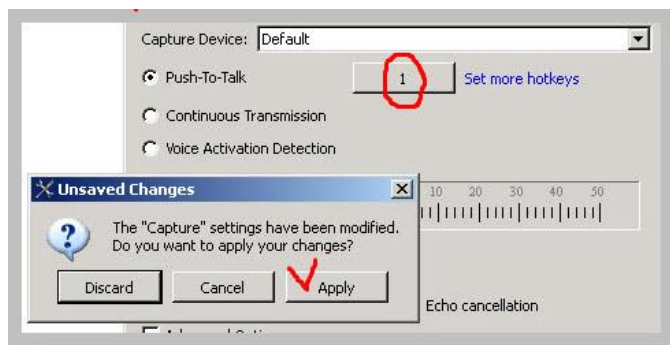 Capture Device: Default
Push-To-Talk 1 Set more hotkeys
Continuous Transmission
Voice Activation Detection
Unsaved Changes
10 20 30 40 50
The "Capture" settings have been modified.
Do you want to apply your changes?
Discard Cancel Apply
Echo cancellation